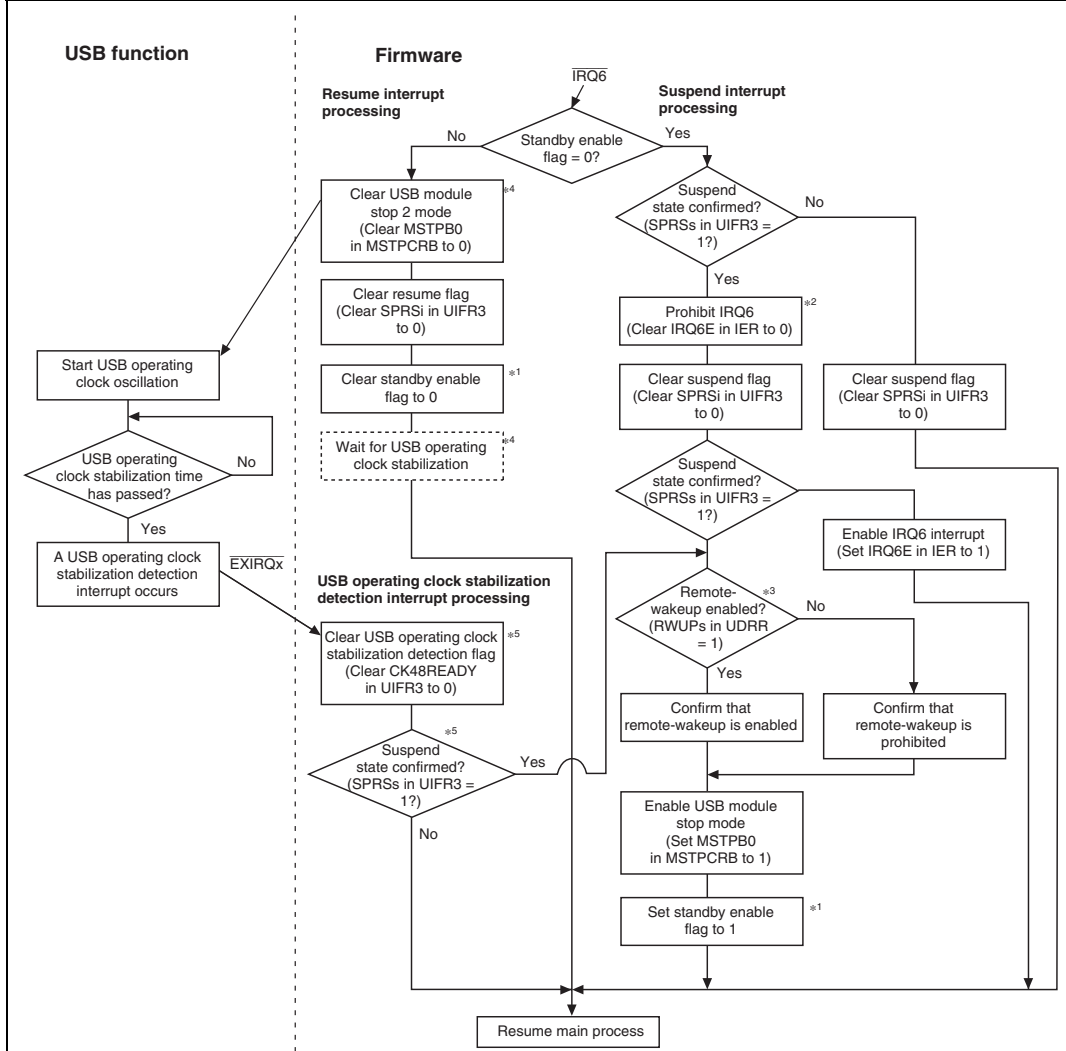 USB function
Firmware
IRQ6
Resume interrupt
processing
Suspend interrupt
processing
No
Standby enable
flag = 0?
Yes
Clear USB module
stop 2 mode
(Clear MSTPB0
in MSTPCRB to 0)
*4
Suspend
state confirmed?
(SPRSs in UIFR3 =
1?)
No
Yes
Clear resume flag
(Clear SPRSi in UIFR3
to 0)
Prohibit IRQ6
(Clear IRQ6E in IER to 0)
*2
Start USB operating
clock oscillation
Clear standby enable
flag to 0
*1
Clear suspend flag
(Clear SPRSi in UIFR3
to 0)
Clear suspend flag
(Clear SPRSi in UIFR3
to 0)
Wait for USB operating
clock stabilization
*4
USB operating
clock stabilization time
has passed?
No
Yes
Suspend
state confirmed?
(SPRSs in UIFR3 =
1?)
Enable IRQ6 interrupt
(Set IRQ6E in IER to 1)
A USB operating clock
stabilization detection
interrupt occurs
EXIRQx
USB operating clock stabilization
detection interrupt processing
Remote-
wakeup enabled?
(RWUPs in UDRR
= 1)
*3
No
Yes
Clear USB operating clock
stabilization detection flag
(Clear CK48READY
in UIFR3 to 0)
*5
Confirm that
remote-wakeup is enabled
Confirm that
remote-wakeup is
prohibited
*5
Suspend
state confirmed?
(SPRSs in UIFR3 =
1?)
Yes
No
Enable USB module
stop mode
(Set MSTPB0
in MSTPCRB to 1)
Set standby enable
flag to 1
*1
Resume main process